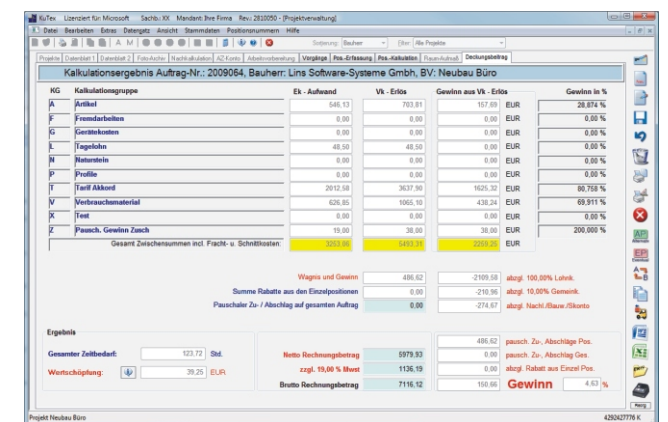 KuTex Lizenziert für: Microsoft Sachb.: XX Mandant: Ihre Firma Rev.: 2810050 - [Projektverwaltung]
Datei Bearbeiten Extras Datergatz Ansicht Stammdaten Positionsnummern Hilfe
Sortierung: Bauherr Filter: Alle Projekte
Projekte Datenblatt 1 Datenblatt 2 Foto-Archiv Nachkalkulation AZ-Konto Arbeitsvorbereitung Vorgänge Pos.-Erfassung Pos.-Kalkulation Raum-Aufmaß Deckungsbeitrag
Kalkulationsergebnis Auftrag-Nr.: 2009064, Bauherr: Lins Software-Systeme Gmbh, BV: Neubau Büro
KG Kalkulationsgruppe Ek - Aufwand Vk - Erlös Gewinn aus Vk - Erlös Gewinn in %
A Artikel 546,13 703,81 157,69 EUR 28,874 %
F Fremdarbeiten 0,00 0,00 0,00 EUR 0,00 %
G Gerätekosten 0,00 0,00 0,00 EUR 0,00 %
L Tagelohn 48,50 48,50 0,00 EUR 0,00 %
N Naturstein 0,00 0,00 0,00 EUR 0,00 %
P Profile 0,00 0,00 0,00 EUR 0,00 %
T Tarif Akkord 2012,58 3637,90 1625,32 EUR 80,758 %
V Verbrauchsmaterial 626,85 1065,10 438,24 EUR 69,911 %
X Test 0,00 0,00 0,00 EUR 0,00 %
Z Pausch. Gewinn Zusch 19,00 38,00 38,00 EUR 200,000 %
Gesamt Zwischensummen incl. Fracht- u. Schnittkosten: 3253,06 5493,31 2259,25 EUR
Wagnis und Gewinn 486,62 -2109,58 abzgl. 100,00% Lohnk.
Summe Rabatte aus den Einzelpositionen 0,00 -210,96 abzgl. 10,00% Gemeink.
Pauschaler Zu- / Abschlag auf gesamten Auftrag 0,00 -274,67 abzgl. Nachl./Bauw./Skonto
Ergebnis
486,62 pausch. Zu-, Abschläge Pos.
Gesamter Zeitbedarf: 123,72 Std. Netto Rechnungsbetrag 5979,93 0,00 pausch. Zu-, Abschlag Ges.
Wertschöpfung: 39,25 EUR zzgl. 19,00 % Mwst 1136,19 0,00 abzgl. Rabatt aus Einzel Pos.
Brutto Rechnungsbetrag 7116,12 150,66 Gewinn 4,63 %
Projekt Neubau Büro 4292427776 K